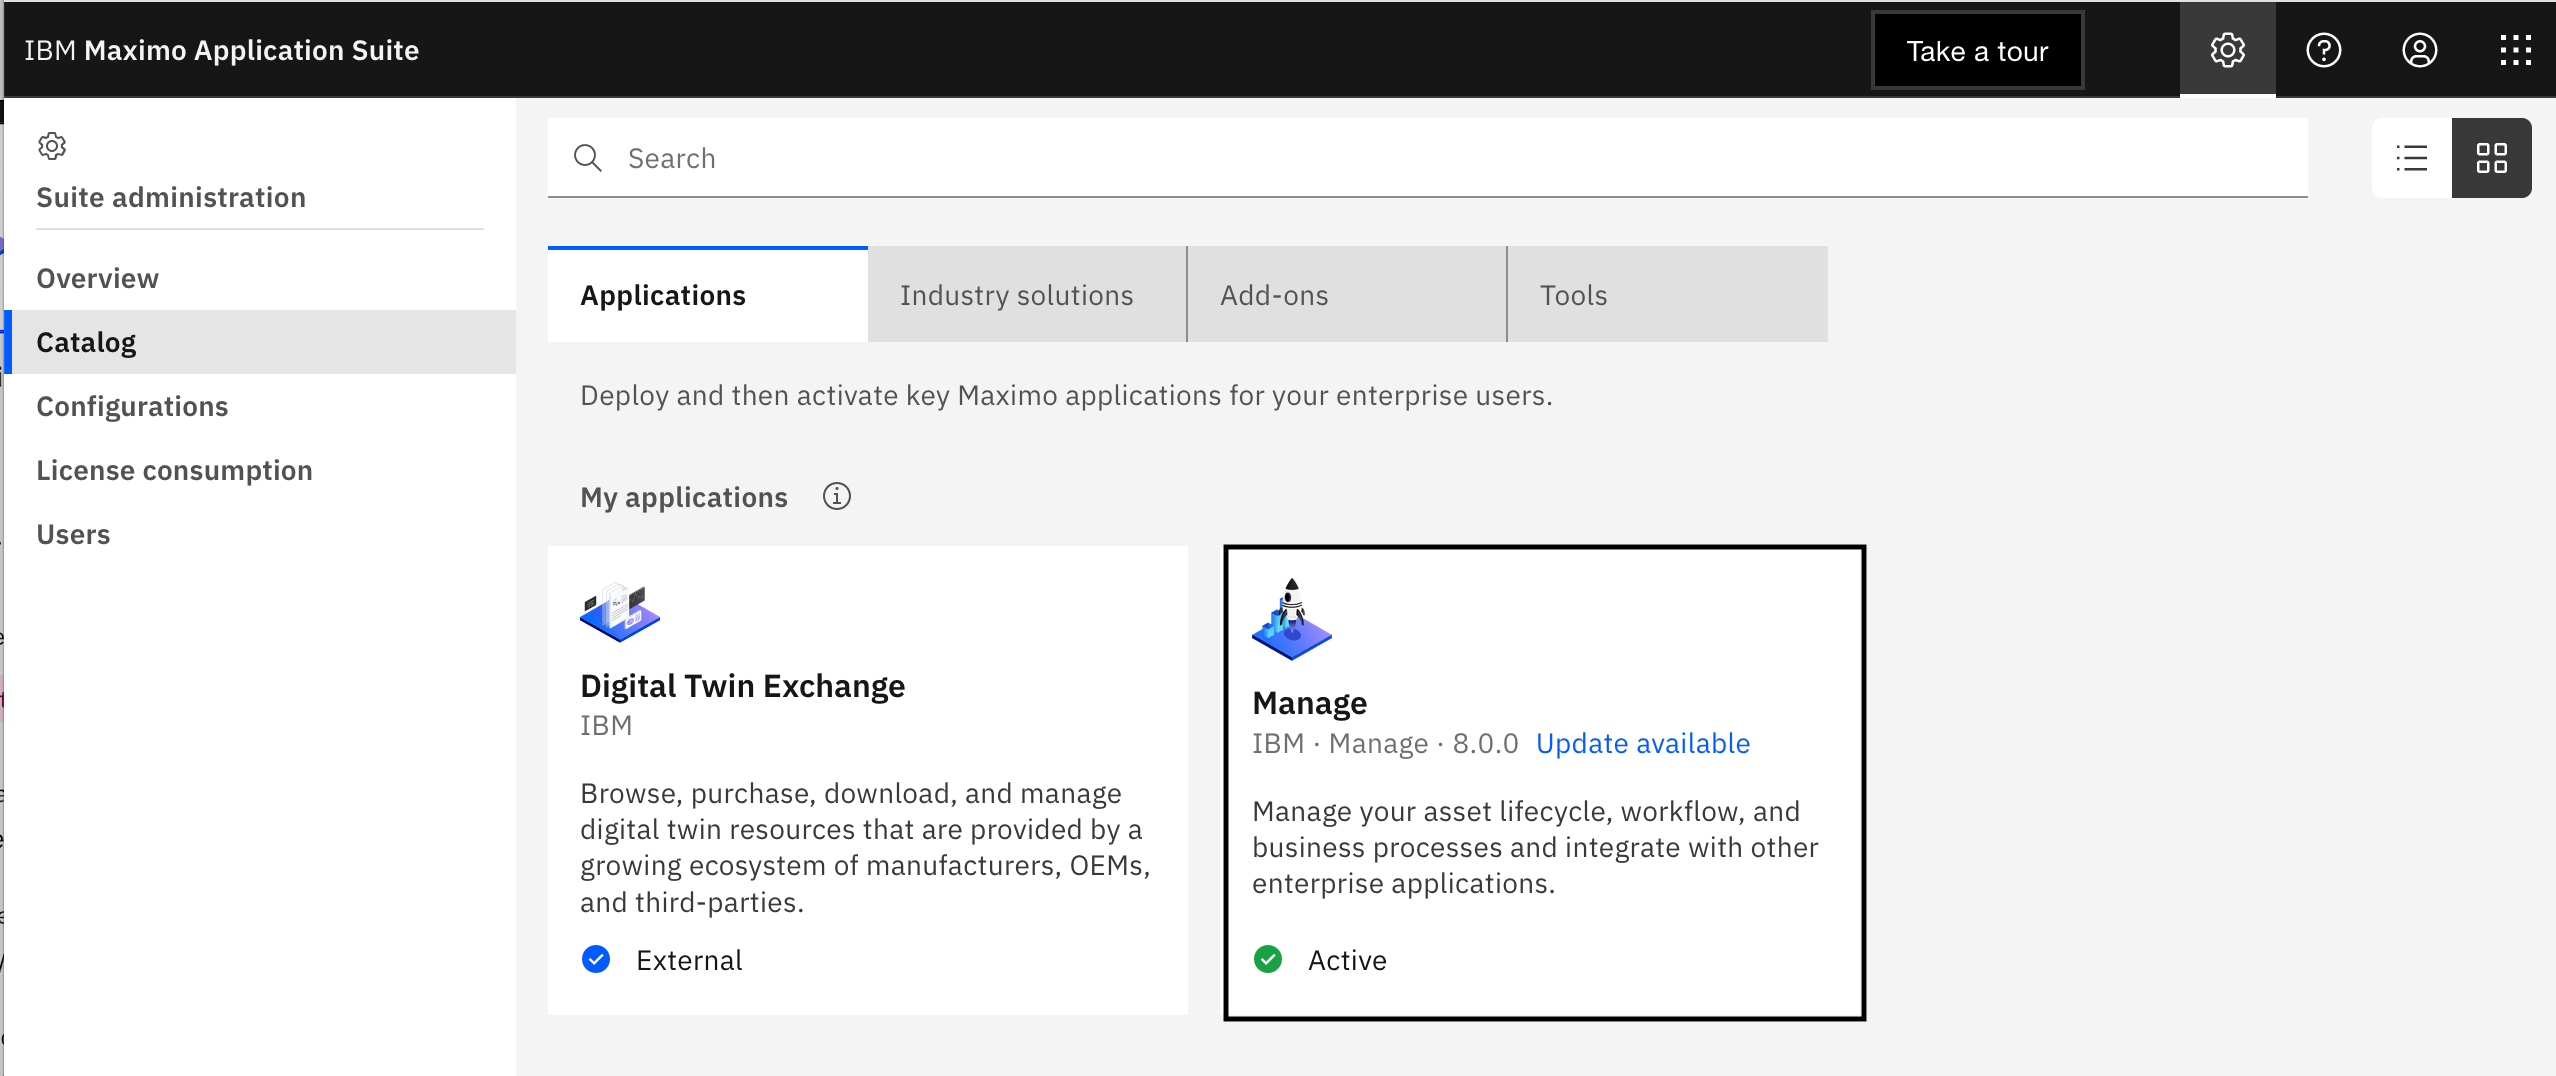 IBM Maximo Application Suite
Take a tour
Suite administration
Overview
Catalog
Configurations
License consumption
Users
Search
Applications
Industry solutions
Add-ons
Tools
Deploy and then activate key Maximo applications for your enterprise users.
My applications
Digital Twin Exchange
IBM
Browse, purchase, download, and manage
digital twin resources that are provided by a
growing ecosystem of manufacturers, OEMs,
and third-parties.
External
Manage
IBM · Manage · 8.0.0 Update available
Manage your asset lifecycle, workflow, and
business processes and integrate with other
enterprise applications.
Active